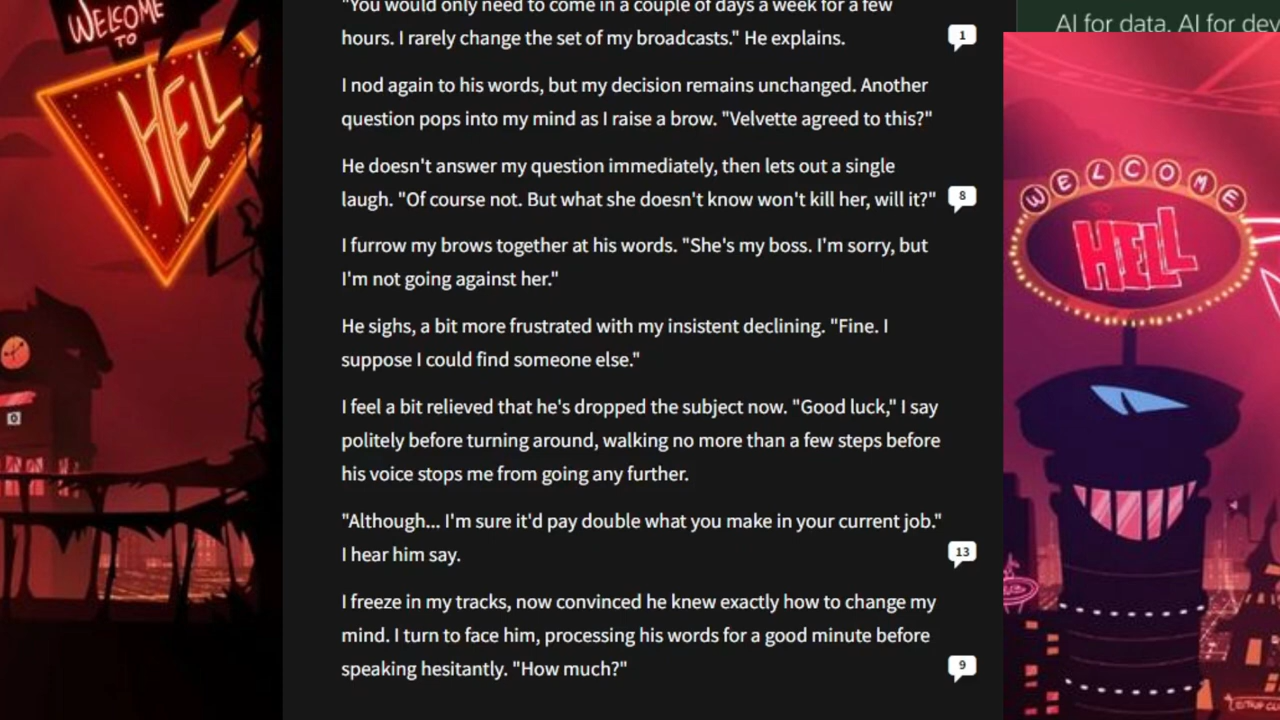 WELCOME
TO
HELL
"You would only need to come in a couple of days a week for a few
hours. I rarely change the set of my broadcasts." He explains.
1
I nod again to his words, but my decision remains unchanged. Another
question pops into my mind as I raise a brow. "Velvette agreed to this?"
He doesn't answer my question immediately, then lets out a single
laugh. "Of course not. But what she doesn't know won't kill her, will it?"
8
I furrow my brows together at his words. "She's my boss. I'm sorry, but
I'm not going against her."
He sighs, a bit more frustrated with my insistent declining. "Fine. I
suppose I could find someone else."
I feel a bit relieved that he's dropped the subject now. "Good luck," I say
politely before turning around, walking no more than a few steps before
his voice stops me from going any further.
"Although... I'm sure it'd pay double what you make in your current job."
I hear him say.
13
I freeze in my tracks, now convinced he knew exactly how to change my
mind. I turn to face him, processing his words for a good minute before
speaking hesitantly. "How much?"
9
AI for data. AI for dev
WELCOME
HELL